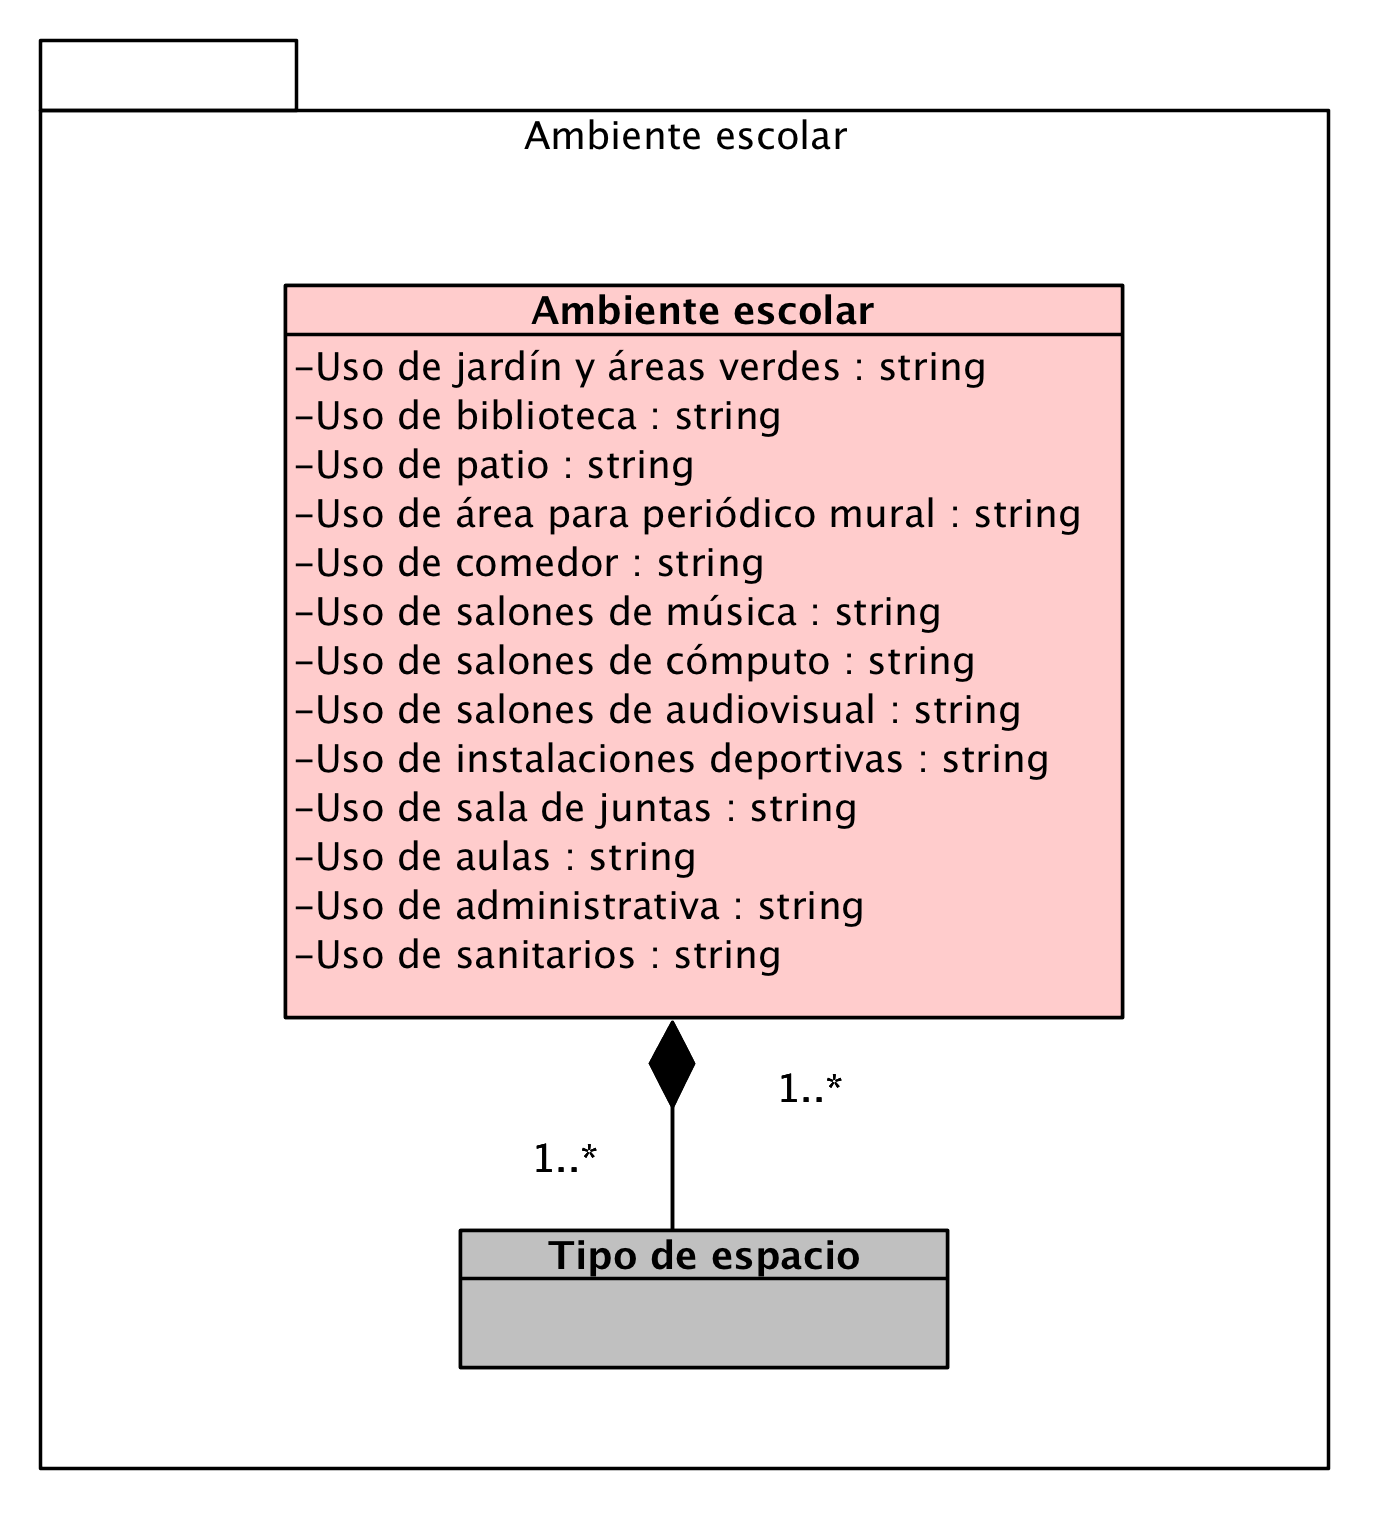 Ambiente escolar
Ambiente escolar
-Uso de jardín y áreas verdes : string
-Uso de biblioteca : string
-Uso de patio : string
-Uso de área para periódico mural : string
-Uso de comedor : string
-Uso de salones de música : string
-Uso de salones de cómputo : string
-Uso de salones de audiovisual : string
-Uso de instalaciones deportivas : string
-Uso de sala de juntas : string
-Uso de aulas : string
-Uso de administrativa : string
-Uso de sanitarios : string
1..*
1..*
Tipo de espacio